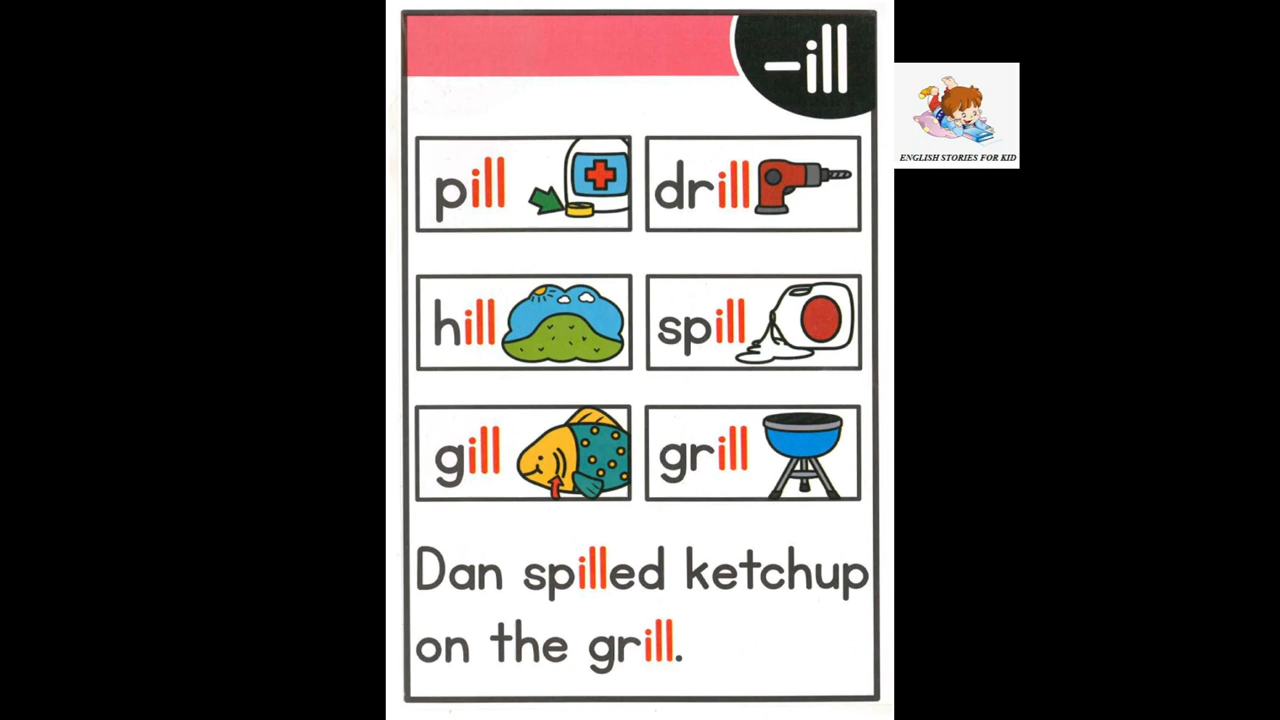 –ill
ENGLISH STORIES FOR KID
pill
drill
hill
spill
gill
grill
Dan spilled ketchup
on the grill.